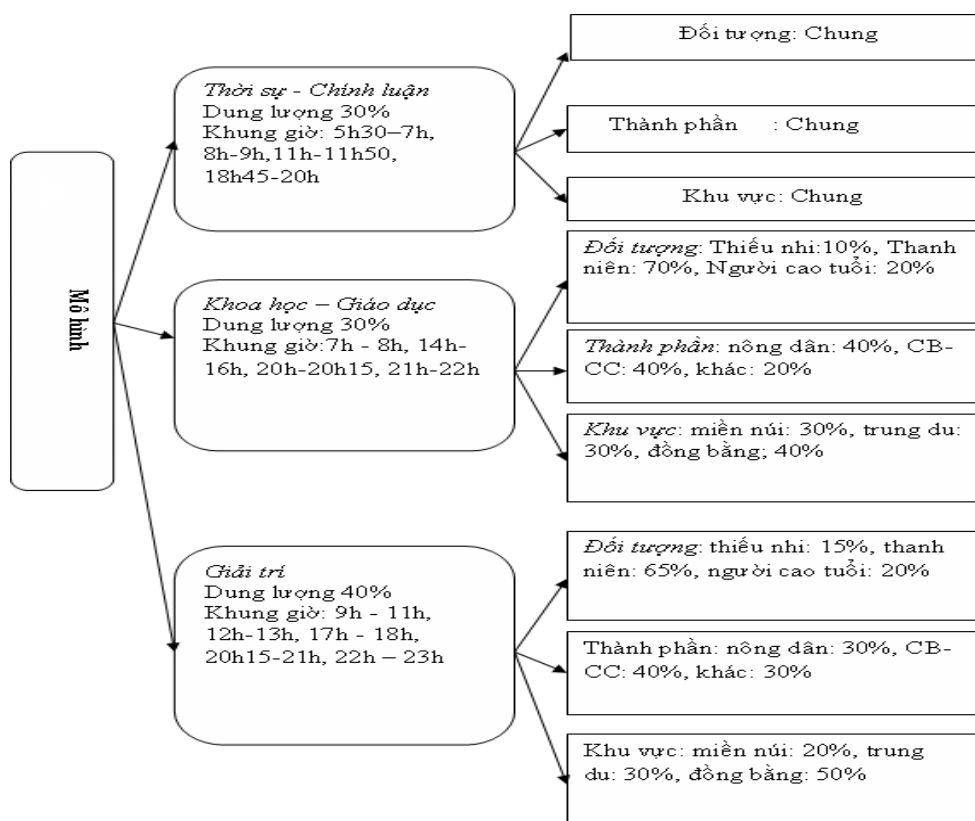 Mô hình
Thời sự - Chính luận
Dung lượng 30%
Khung giờ: 5h30–7h,
8h-9h,11h-11h50,
18h45-20h
Đối tượng: Chung
Thành phần : Chung
Khu vực: Chung
Khoa học – Giáo dục
Dung lượng 30%
Khung giờ:7h - 8h, 14h-
16h, 20h-20h15, 21h-22h
Đối tượng: Thiếu nhi:10%, Thanh
niên: 70%, Người cao tuổi: 20%
Thành phần: nông dân: 40%, CB-
CC: 40%, khác: 20%
Khu vực: miền núi: 30%, trung du:
30%, đồng bằng; 40%
Giải trí
Dung lượng 40%
Khung giờ: 9h - 11h,
12h-13h, 17h - 18h,
20h15-21h, 22h – 23h
Đối tượng: thiếu nhi: 15%, thanh
niên: 65%, người cao tuổi: 20%
Thành phần: nông dân: 30%, CB-
CC: 40%, khác: 30%
Khu vực: miền núi: 20%, trung
du: 30%, đồng bằng: 50%